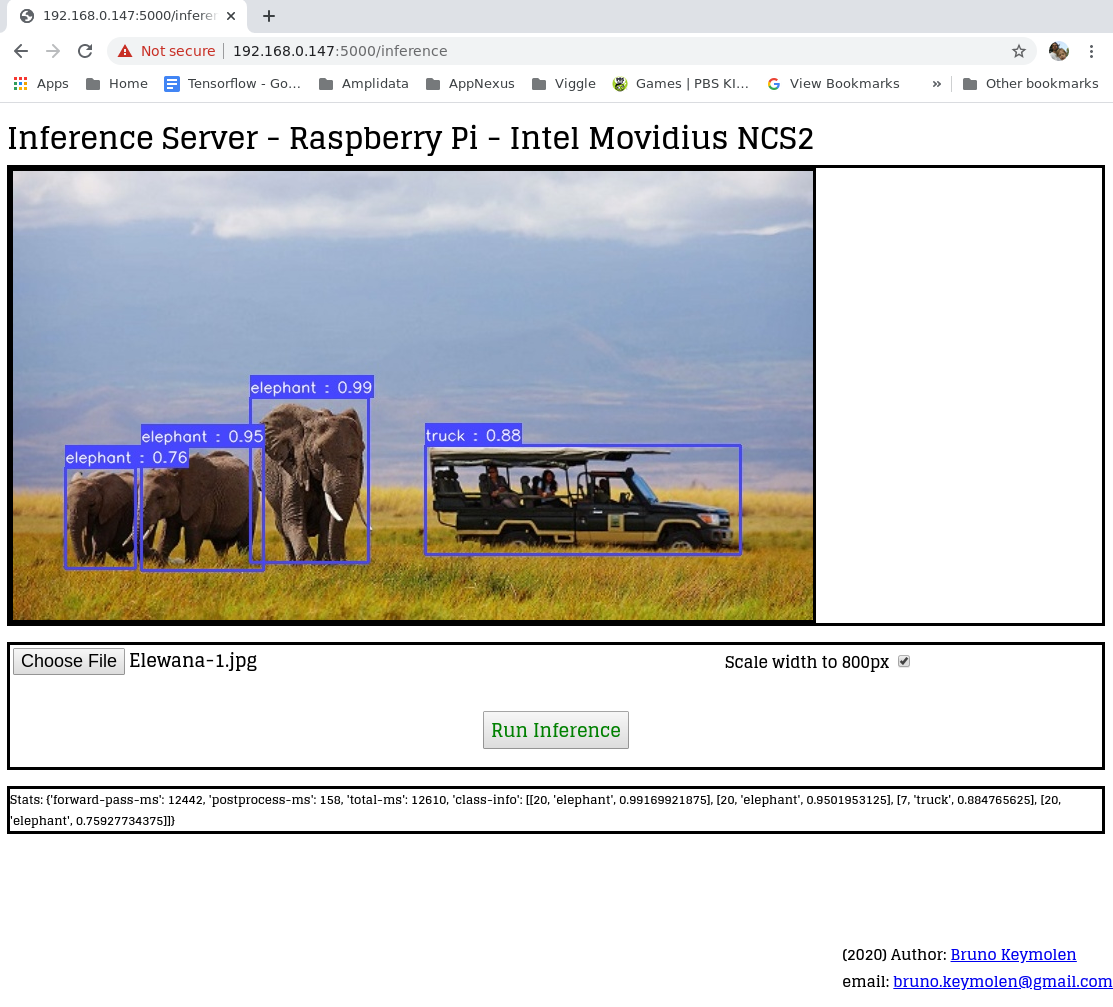 192.168.0.147:5000/infere
Not secure 192.168.0.147:5000/inference
Apps Home Tensorflow - Go… Amplidata AppNexus Viggle Games | PBS KI… View Bookmarks » Other bookmarks
Inference Server - Raspberry Pi - Intel Movidius NCS2
elephant : 0.99
elephant : 0.95
truck : 0.88
elephant : 0.76
Choose File Elewana-1.jpg Scale width to 800px
Run Inference
Stats: {'forward-pass-ms': 12442, 'postprocess-ms': 158, 'total-ms': 12610, 'class-info': [[20, 'elephant', 0.99169921875], [20, 'elephant', 0.9501953125], [7, 'truck', 0.884765625], [20,
'elephant', 0.75927734375]]}
(2020) Author: Bruno Keymolen
email: bruno.keymolen@gmail.com